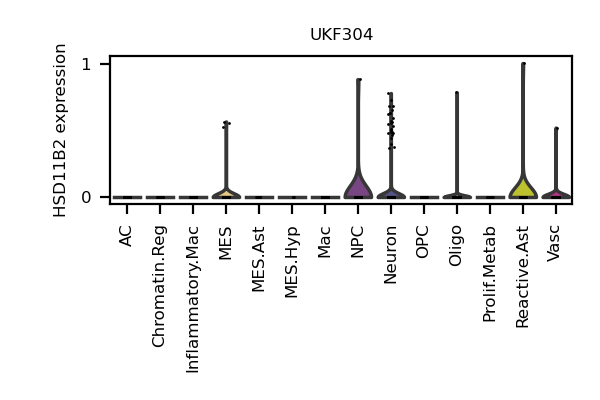 UKF304
HSD11B2 expression
1
0
AC
Chromatin.Reg
Inflammatory.Mac
MES
MES.Ast
MES.Hyp
Mac
NPC
Neuron
OPC
Oligo
Prolif.Metab
Reactive.Ast
Vasc